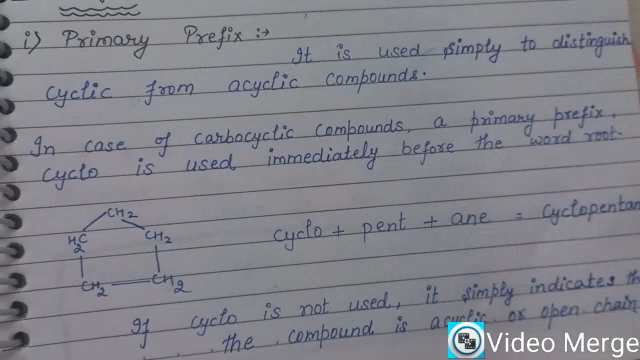 i) Primary Prefix :→
It is used simply to distinguish
cyclic from acyclic compounds.
In case of carbocyclic compounds, a primary prefix,
cyclo is used immediately before the word root.
CH2
H2C CH2
CH2 CH2
cyclo + pent + ane = cyclopentan
If cyclo is not used, it simply indicates th
the compound is acyclic or open chain
Video Merge